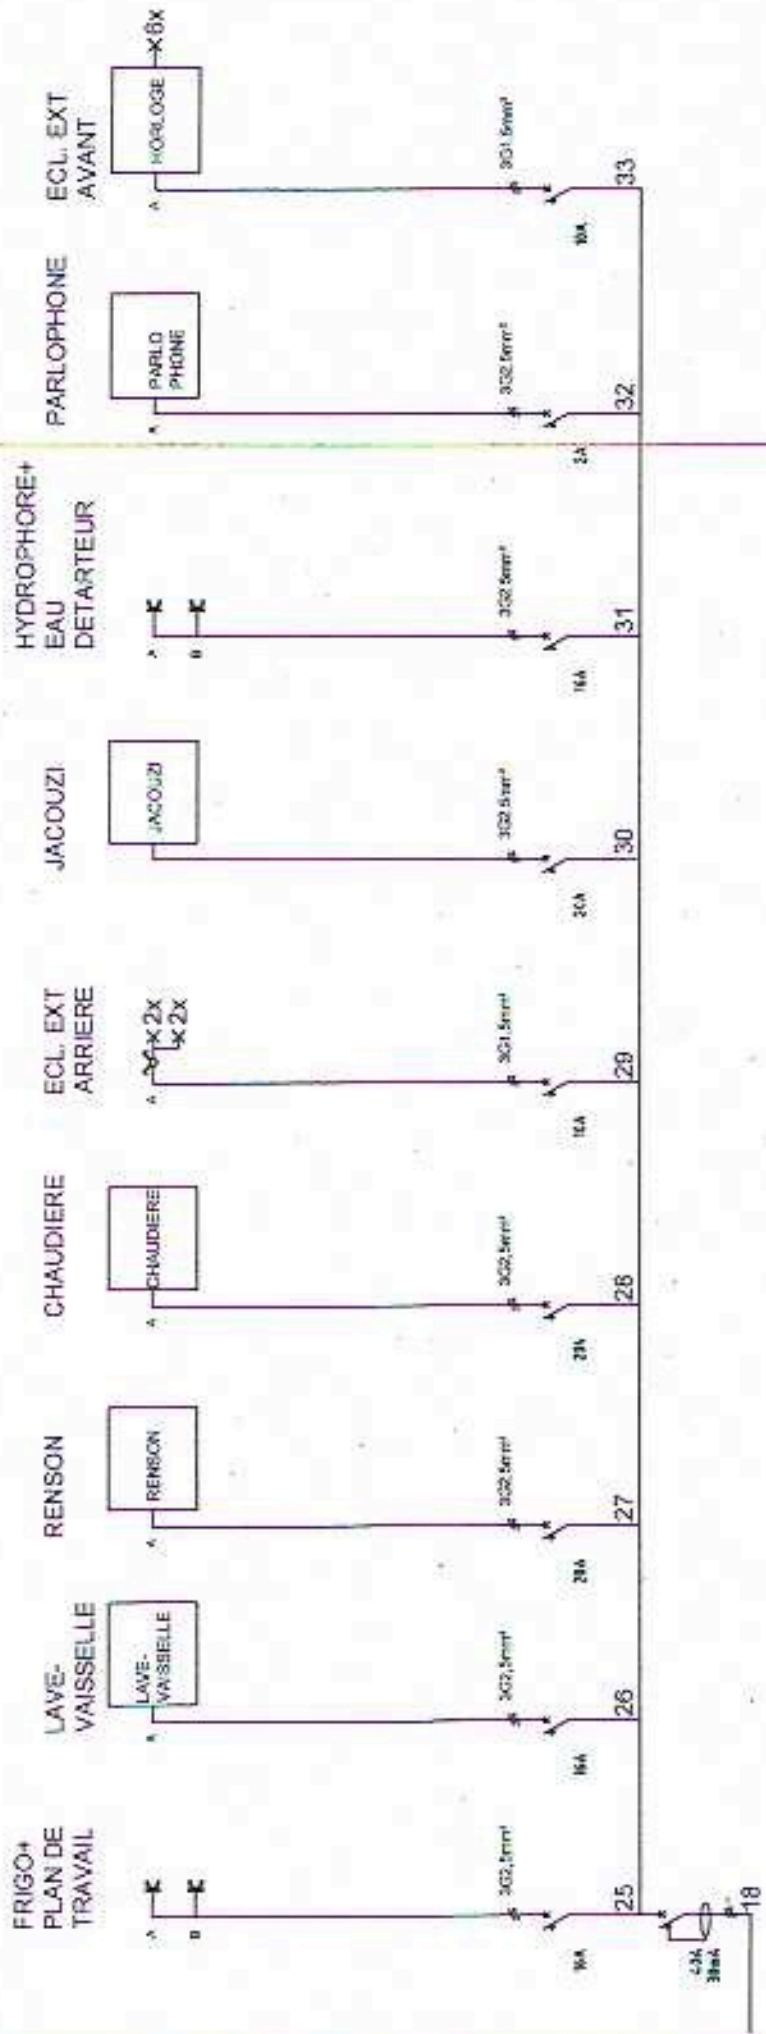 FRIGO+
PLAN DE
TRAVAIL
A
B
3G2,5mm²
16A
25
LAVE-
VAISSELLE
LAVE-
VAISSELLE
A
3G2,5mm²
16A
26
RENSON
RENSON
A
3G2,5mm²
20A
27
CHAUDIERE
CHAUDIERE
A
3G2,5mm²
20A
28
ECL. EXT
ARRIERE
2x
2x
A
3G1,5mm²
10A
29
JACOUZI
JACOUZI
3G2,5mm²
20A
30
HYDROPHORE+
EAU
DETARTEUR
A
B
3G2,5mm²
16A
31
PARLOPHONE
PARLO
PHONE
A
3G2,5mm²
2A
32
ECL. EXT
AVANT
HORLOGE
6x
A
3G1,5mm²
10A
33
30mA
18